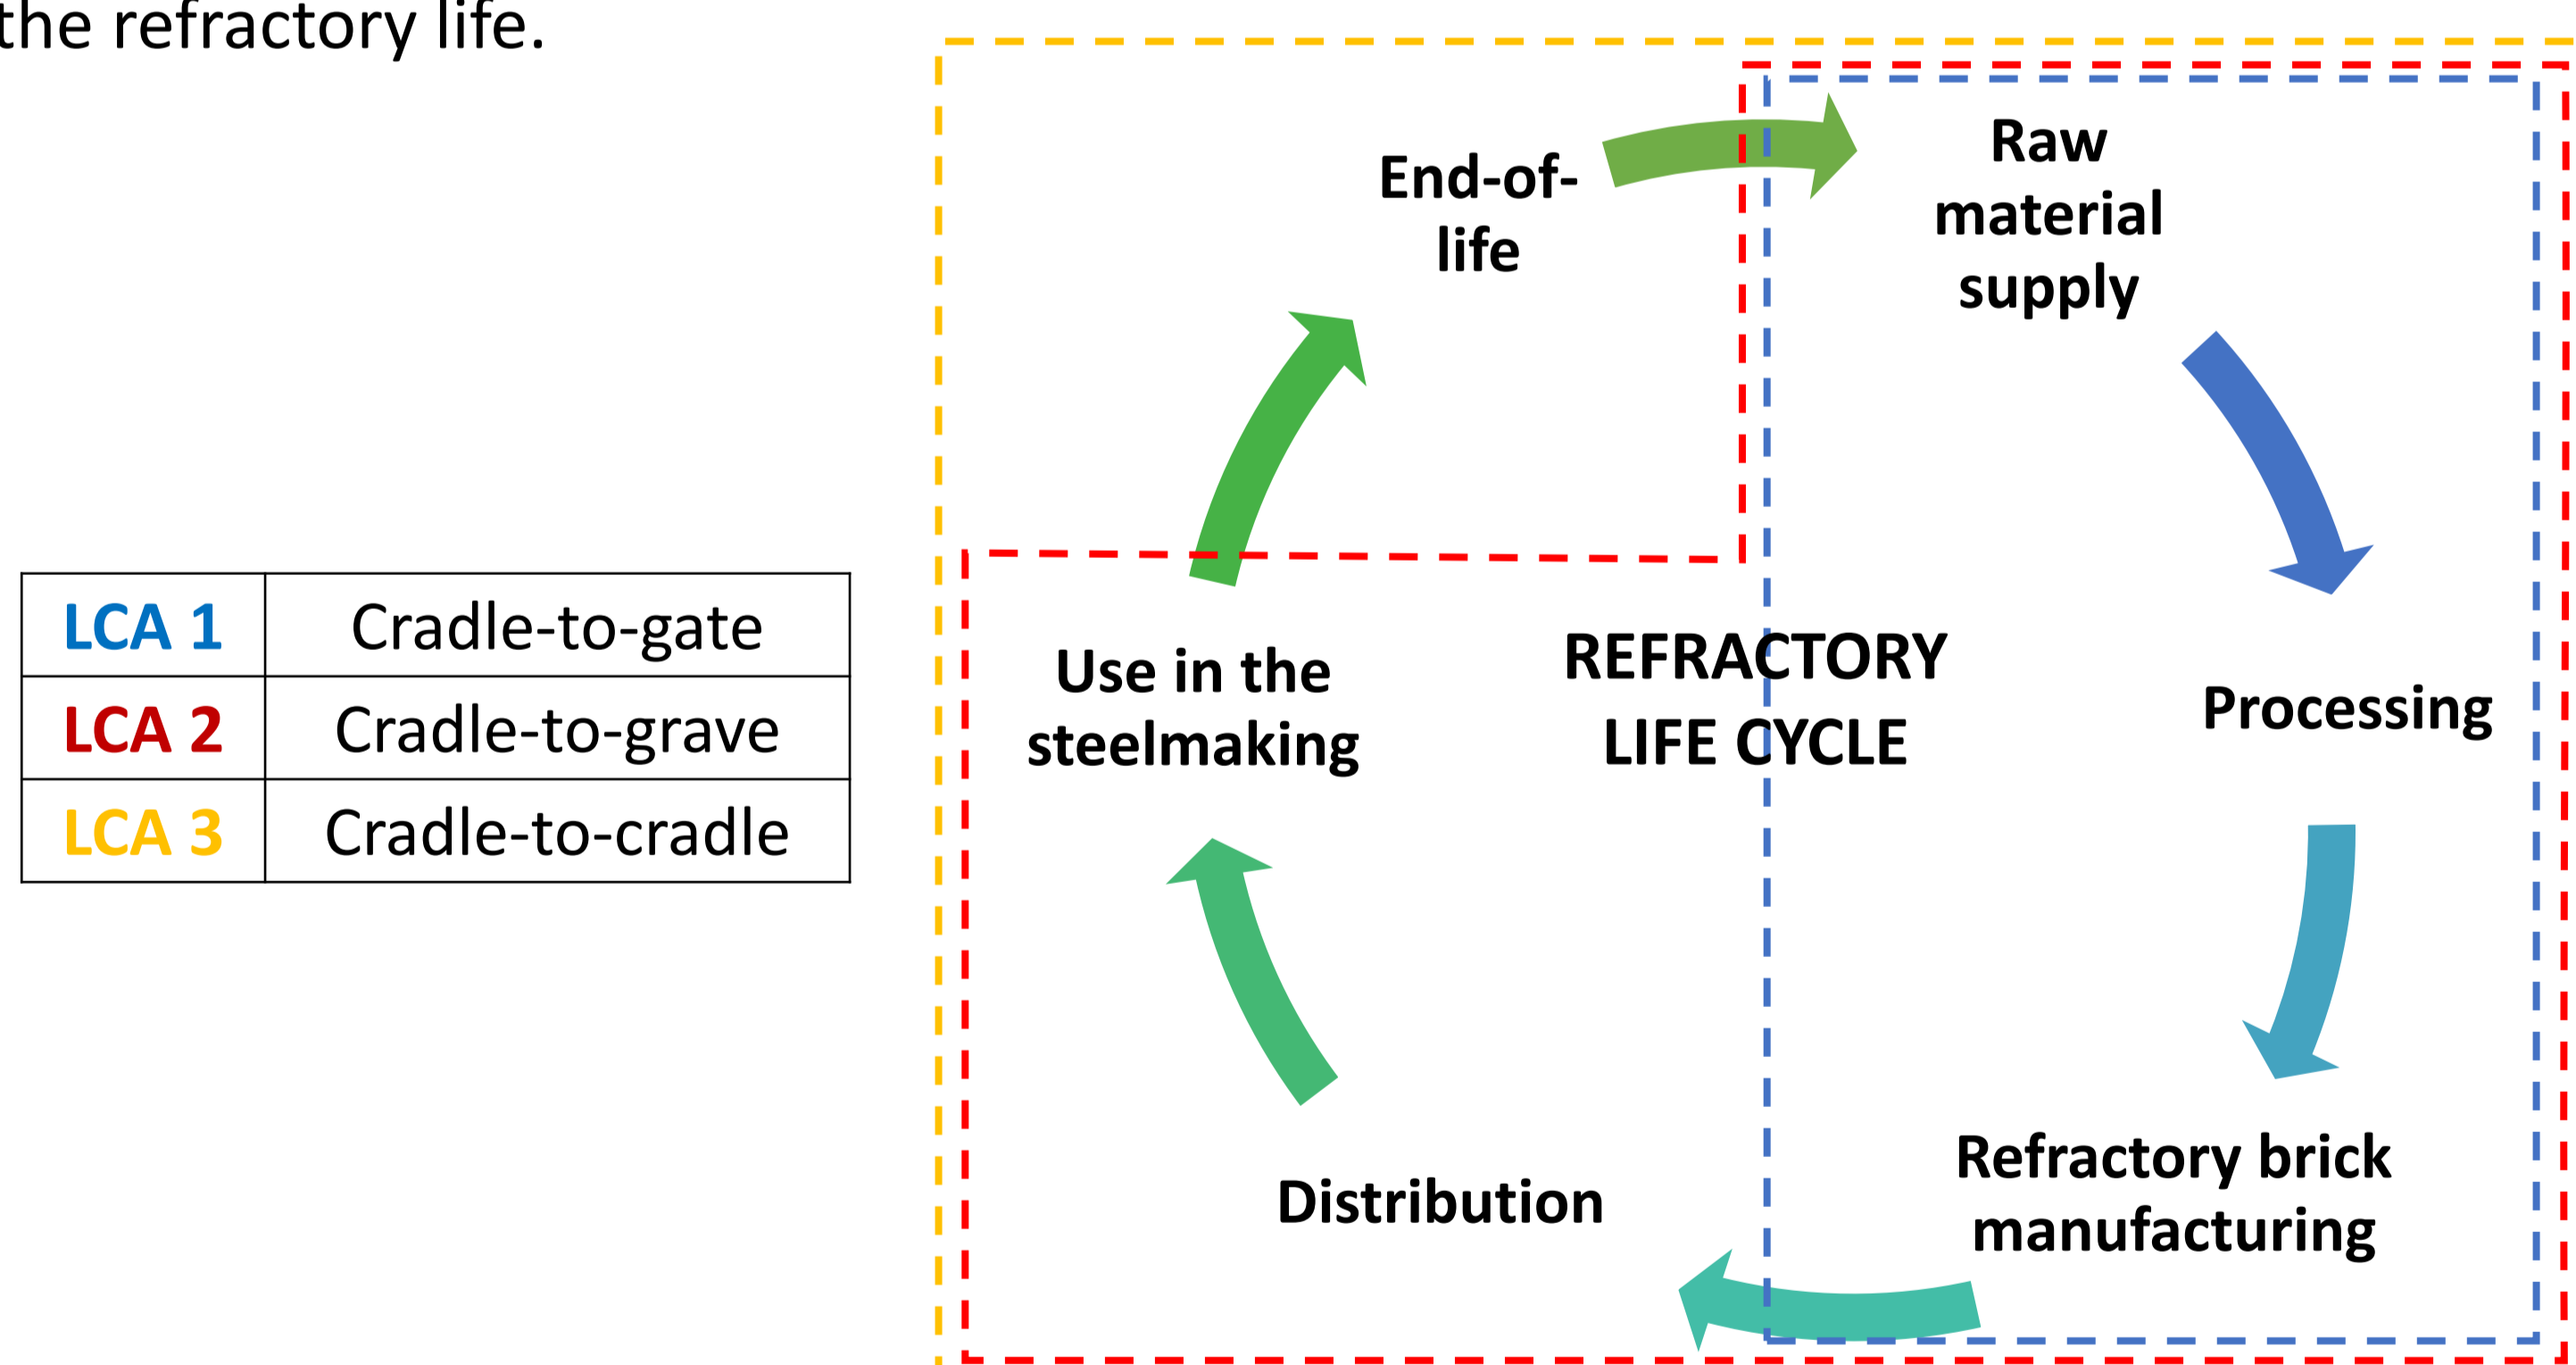 the refractory life.
End-of-
life
Raw
material
supply
LCA 1 Cradle-to-gate
LCA 2 Cradle-to-grave
LCA 3 Cradle-to-cradle
Use in the
steelmaking
REFRACTORY
LIFE CYCLE
Processing
Distribution
Refractory brick
manufacturing